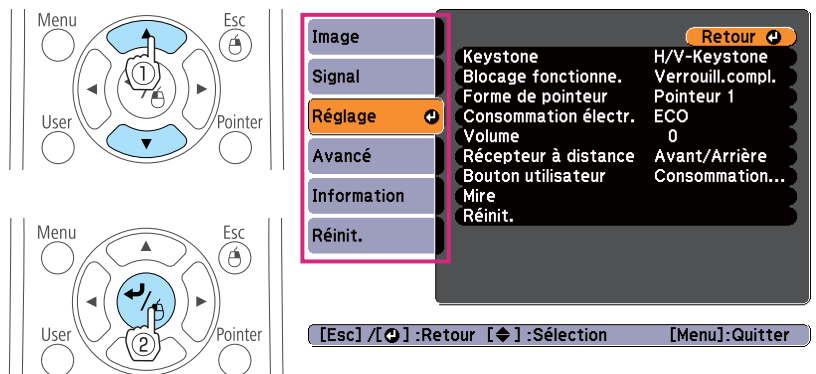 Menu
Esc
①
User
Pointer
Menu
Esc
User
②
Pointer
Image
Signal
Réglage
Avancé
Information
Réinit.
Retour
Keystone H/V-Keystone
Blocage fonctionne. Verrouill.compl.
Forme de pointeur Pointeur 1
Consommation électr. ECO
Volume 0
Récepteur à distance Avant/Arrière
Bouton utilisateur Consommation...
Mire
Réinit.
[Esc] /[ ] :Retour [ ] :Sélection [Menu]:Quitter